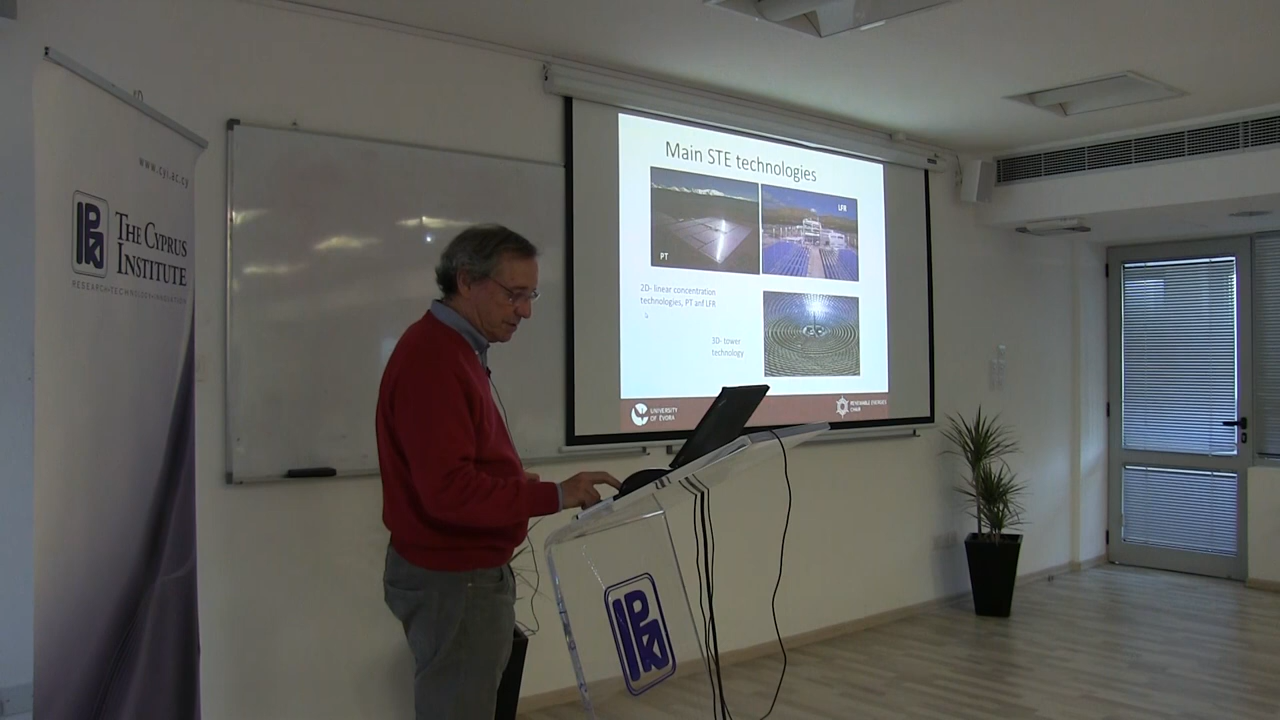 www.cyi.ac.cy
THE CYPRUS
INSTITUTE
RESEARCH•TECHNOLOGY•INNOVATION
Main STE technologies
PT
LFR
2D- linear concentration
technologies, PT anf LFR
3D- tower
technology
UNIVERSITY
OF ÉVORA
RENEWABLE ENERGIES
CHAIR